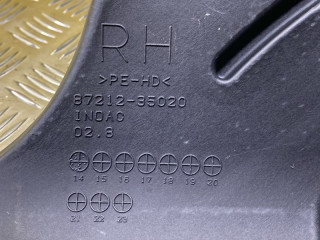 RH
>PE-HD<
87212-35020
INOAC
02.8
14 15 16 17 18 19 20
21 22 23